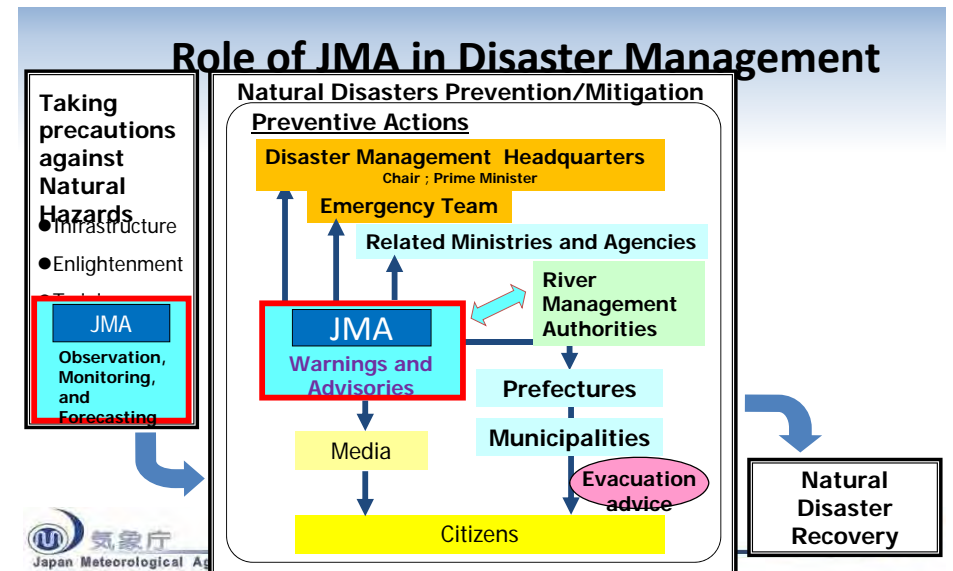 Role of JMA in Disaster Management
Taking
precautions
against
Natural
Hazards
●Infrastructure
●Enlightenment
JMA
Observation,
Monitoring,
and
Forecasting
Natural Disasters Prevention/Mitigation
Preventive Actions
Disaster Management Headquarters
Chair ; Prime Minister
Emergency Team
Related Ministries and Agencies
River
Management
Authorities
JMA
Warnings and
Advisories
Prefectures
Municipalities
Media
Evacuation
advice
Citizens
Natural
Disaster
Recovery
気象庁
Japan Meteorological Ag